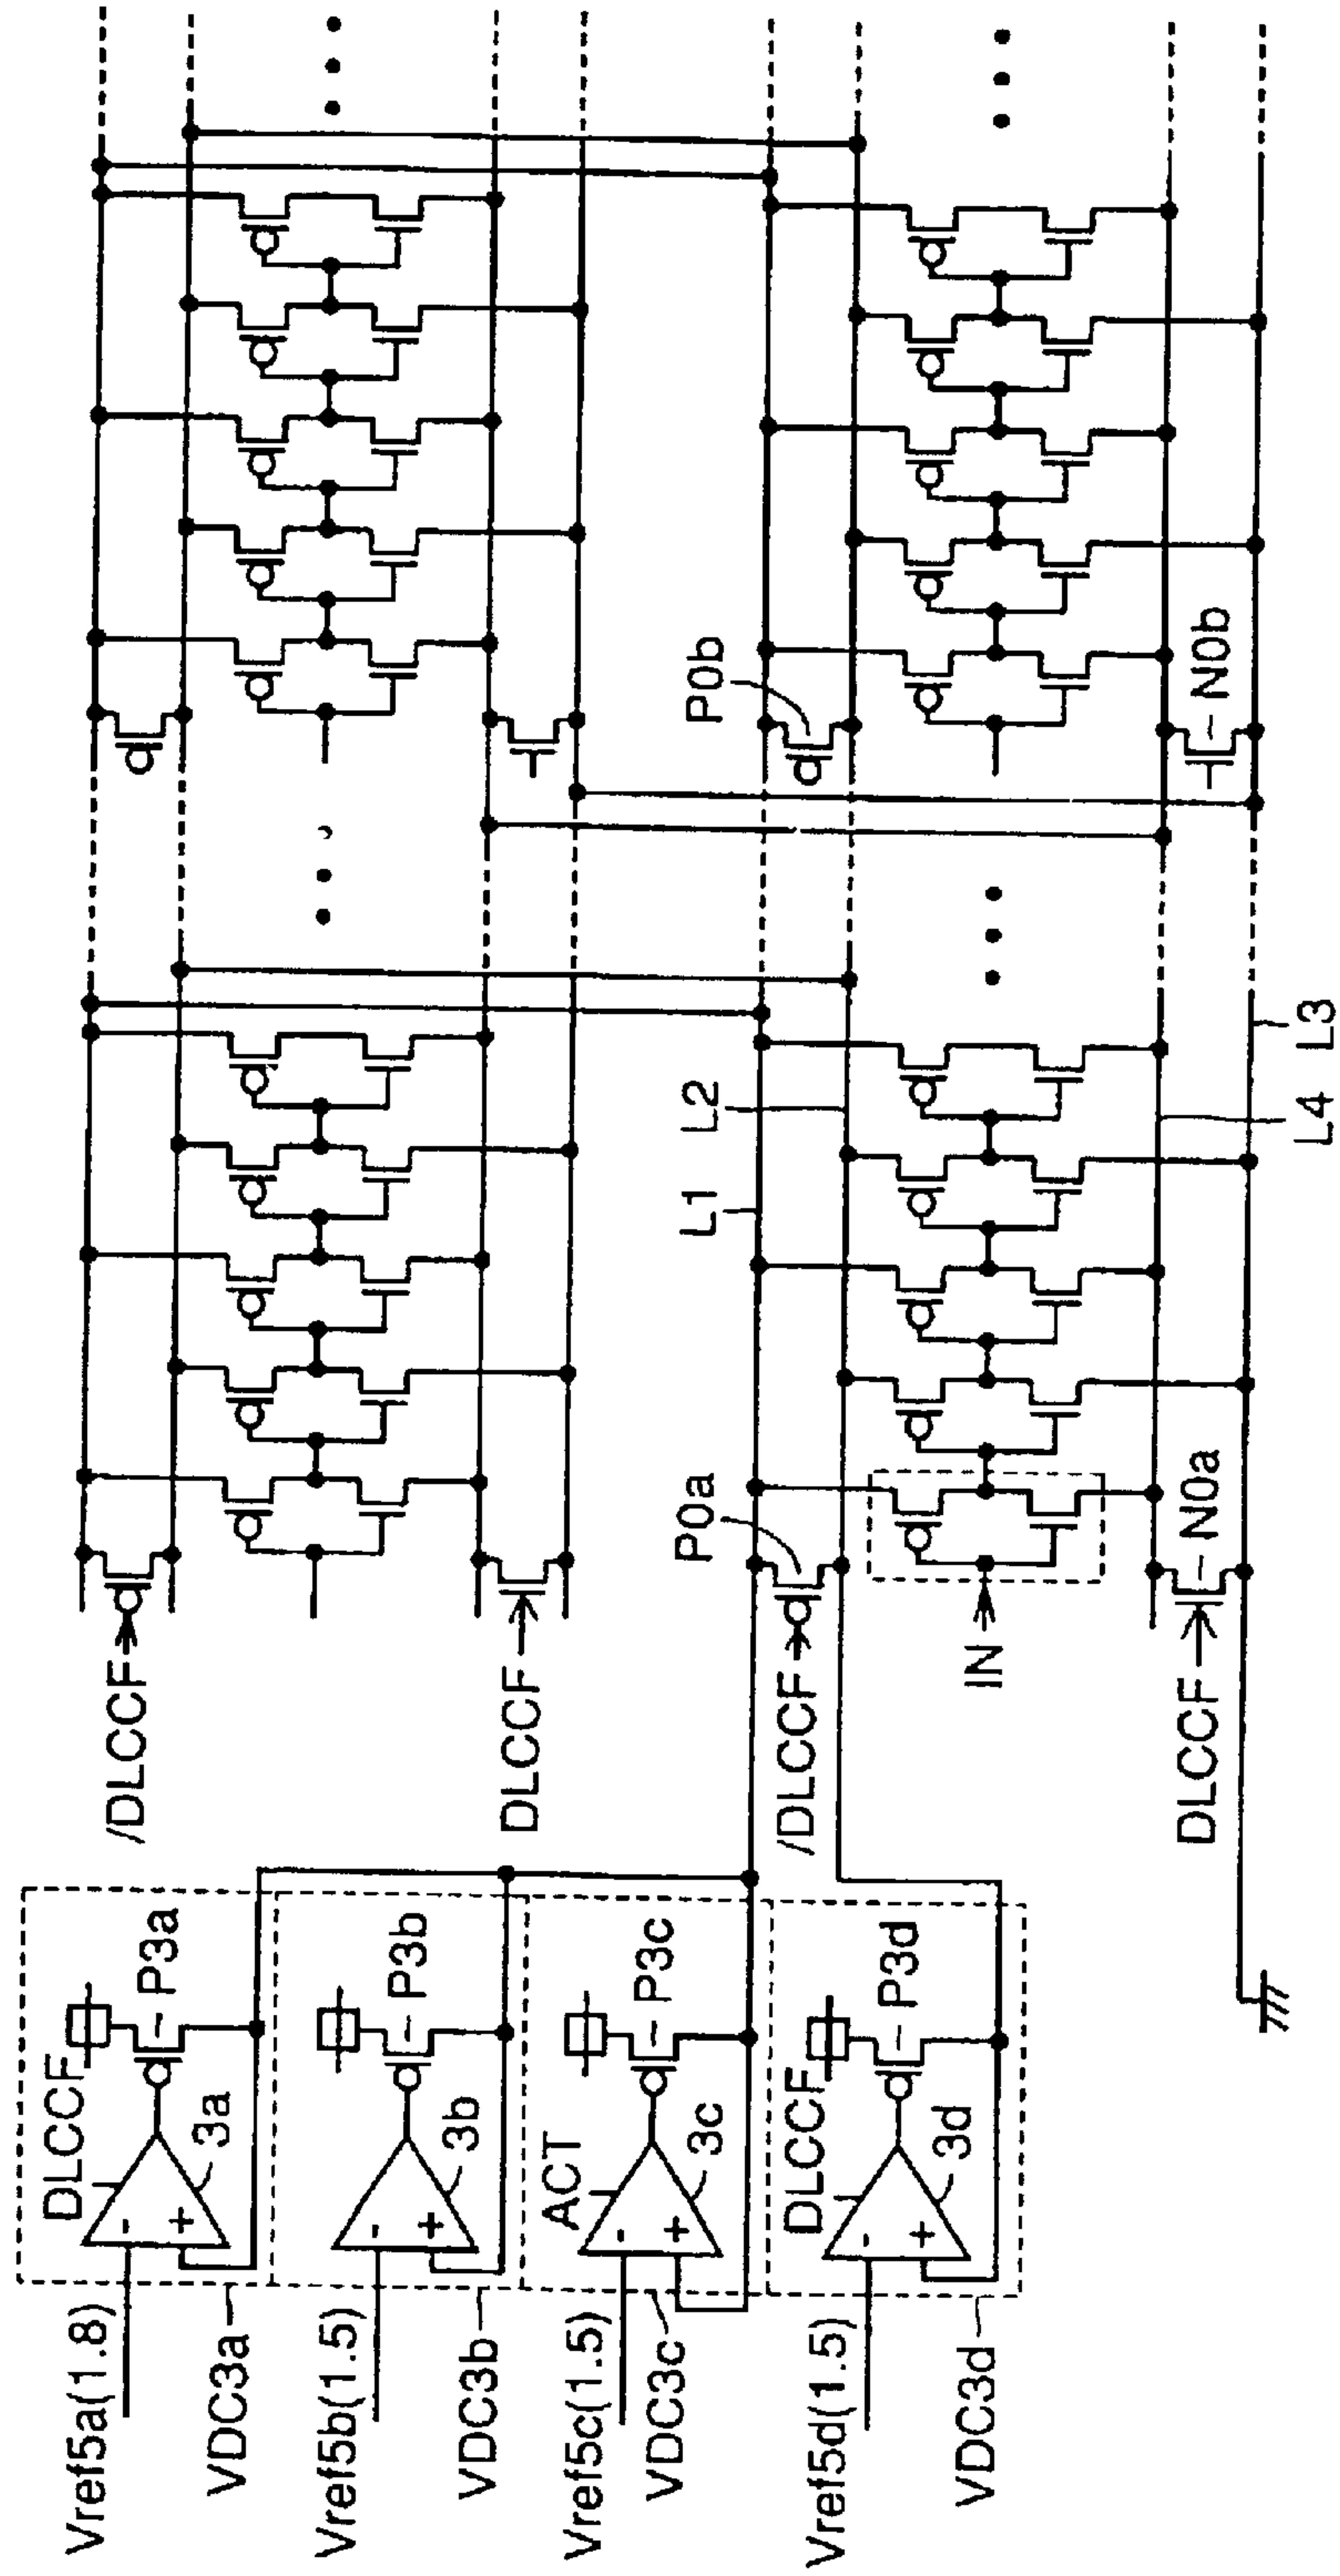 Vref5a(1.8)
VDC3a
DLCCF
3a
P3a
Vref5b(1.5)
VDC3b
3b
P3b
Vref5c(1.5)
VDC3c
ACT
3c
P3c
Vref5d(1.5)
VDC3d
DLCCF
3d
P3d
/DLCCF
DLCCF
/DLCCF
P0a
IN
DLCCF
N0a
L1
L2
L4
L3
P0b
N0b
- +
- +
- +
- +